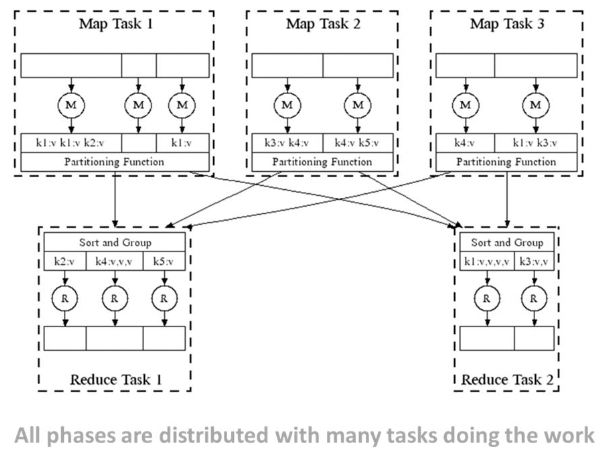 Map Task 1 Map Task 2 Map Task 3
M M M M M M M
k1:v k1:v k2:v k1:v k3:v k4:v k4:v k5:v k4:v k1:v k3:v
Partitioning Function Partitioning Function Partitioning Function
Sort and Group Sort and Group
k2:v k4:v,v,v k5:v k1:v,v,v,v k3:v,v
R R R R R
Reduce Task 1 Reduce Task 2
All phases are distributed with many tasks doing the work